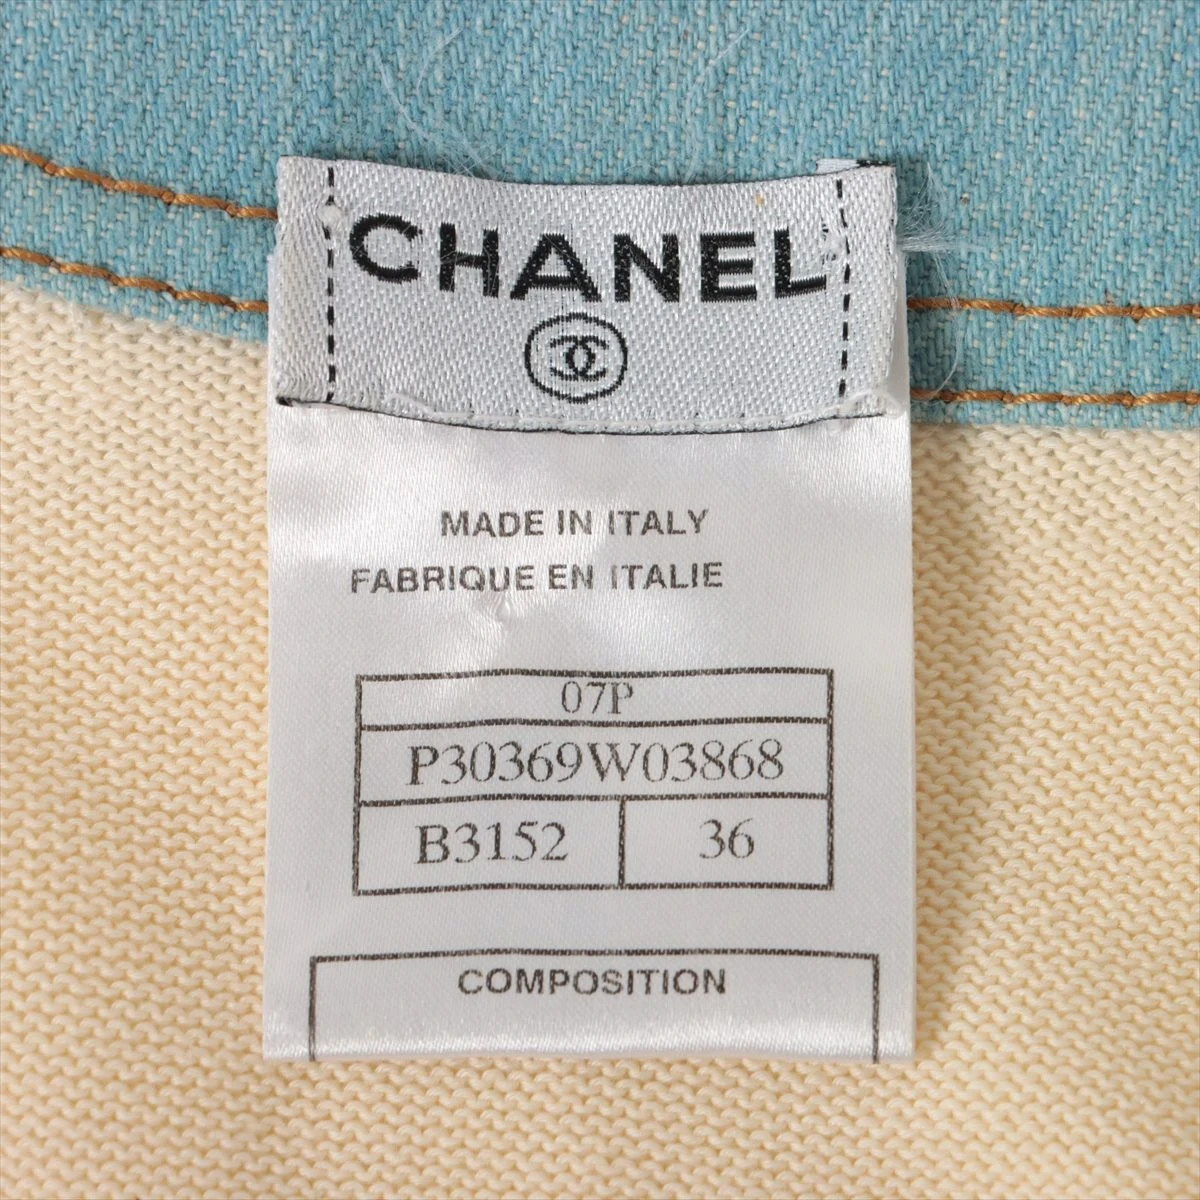 CHANEL
MADE IN ITALY
FABRIQUE EN ITALIE
07P
P30369W03868
B3152 36
COMPOSITION